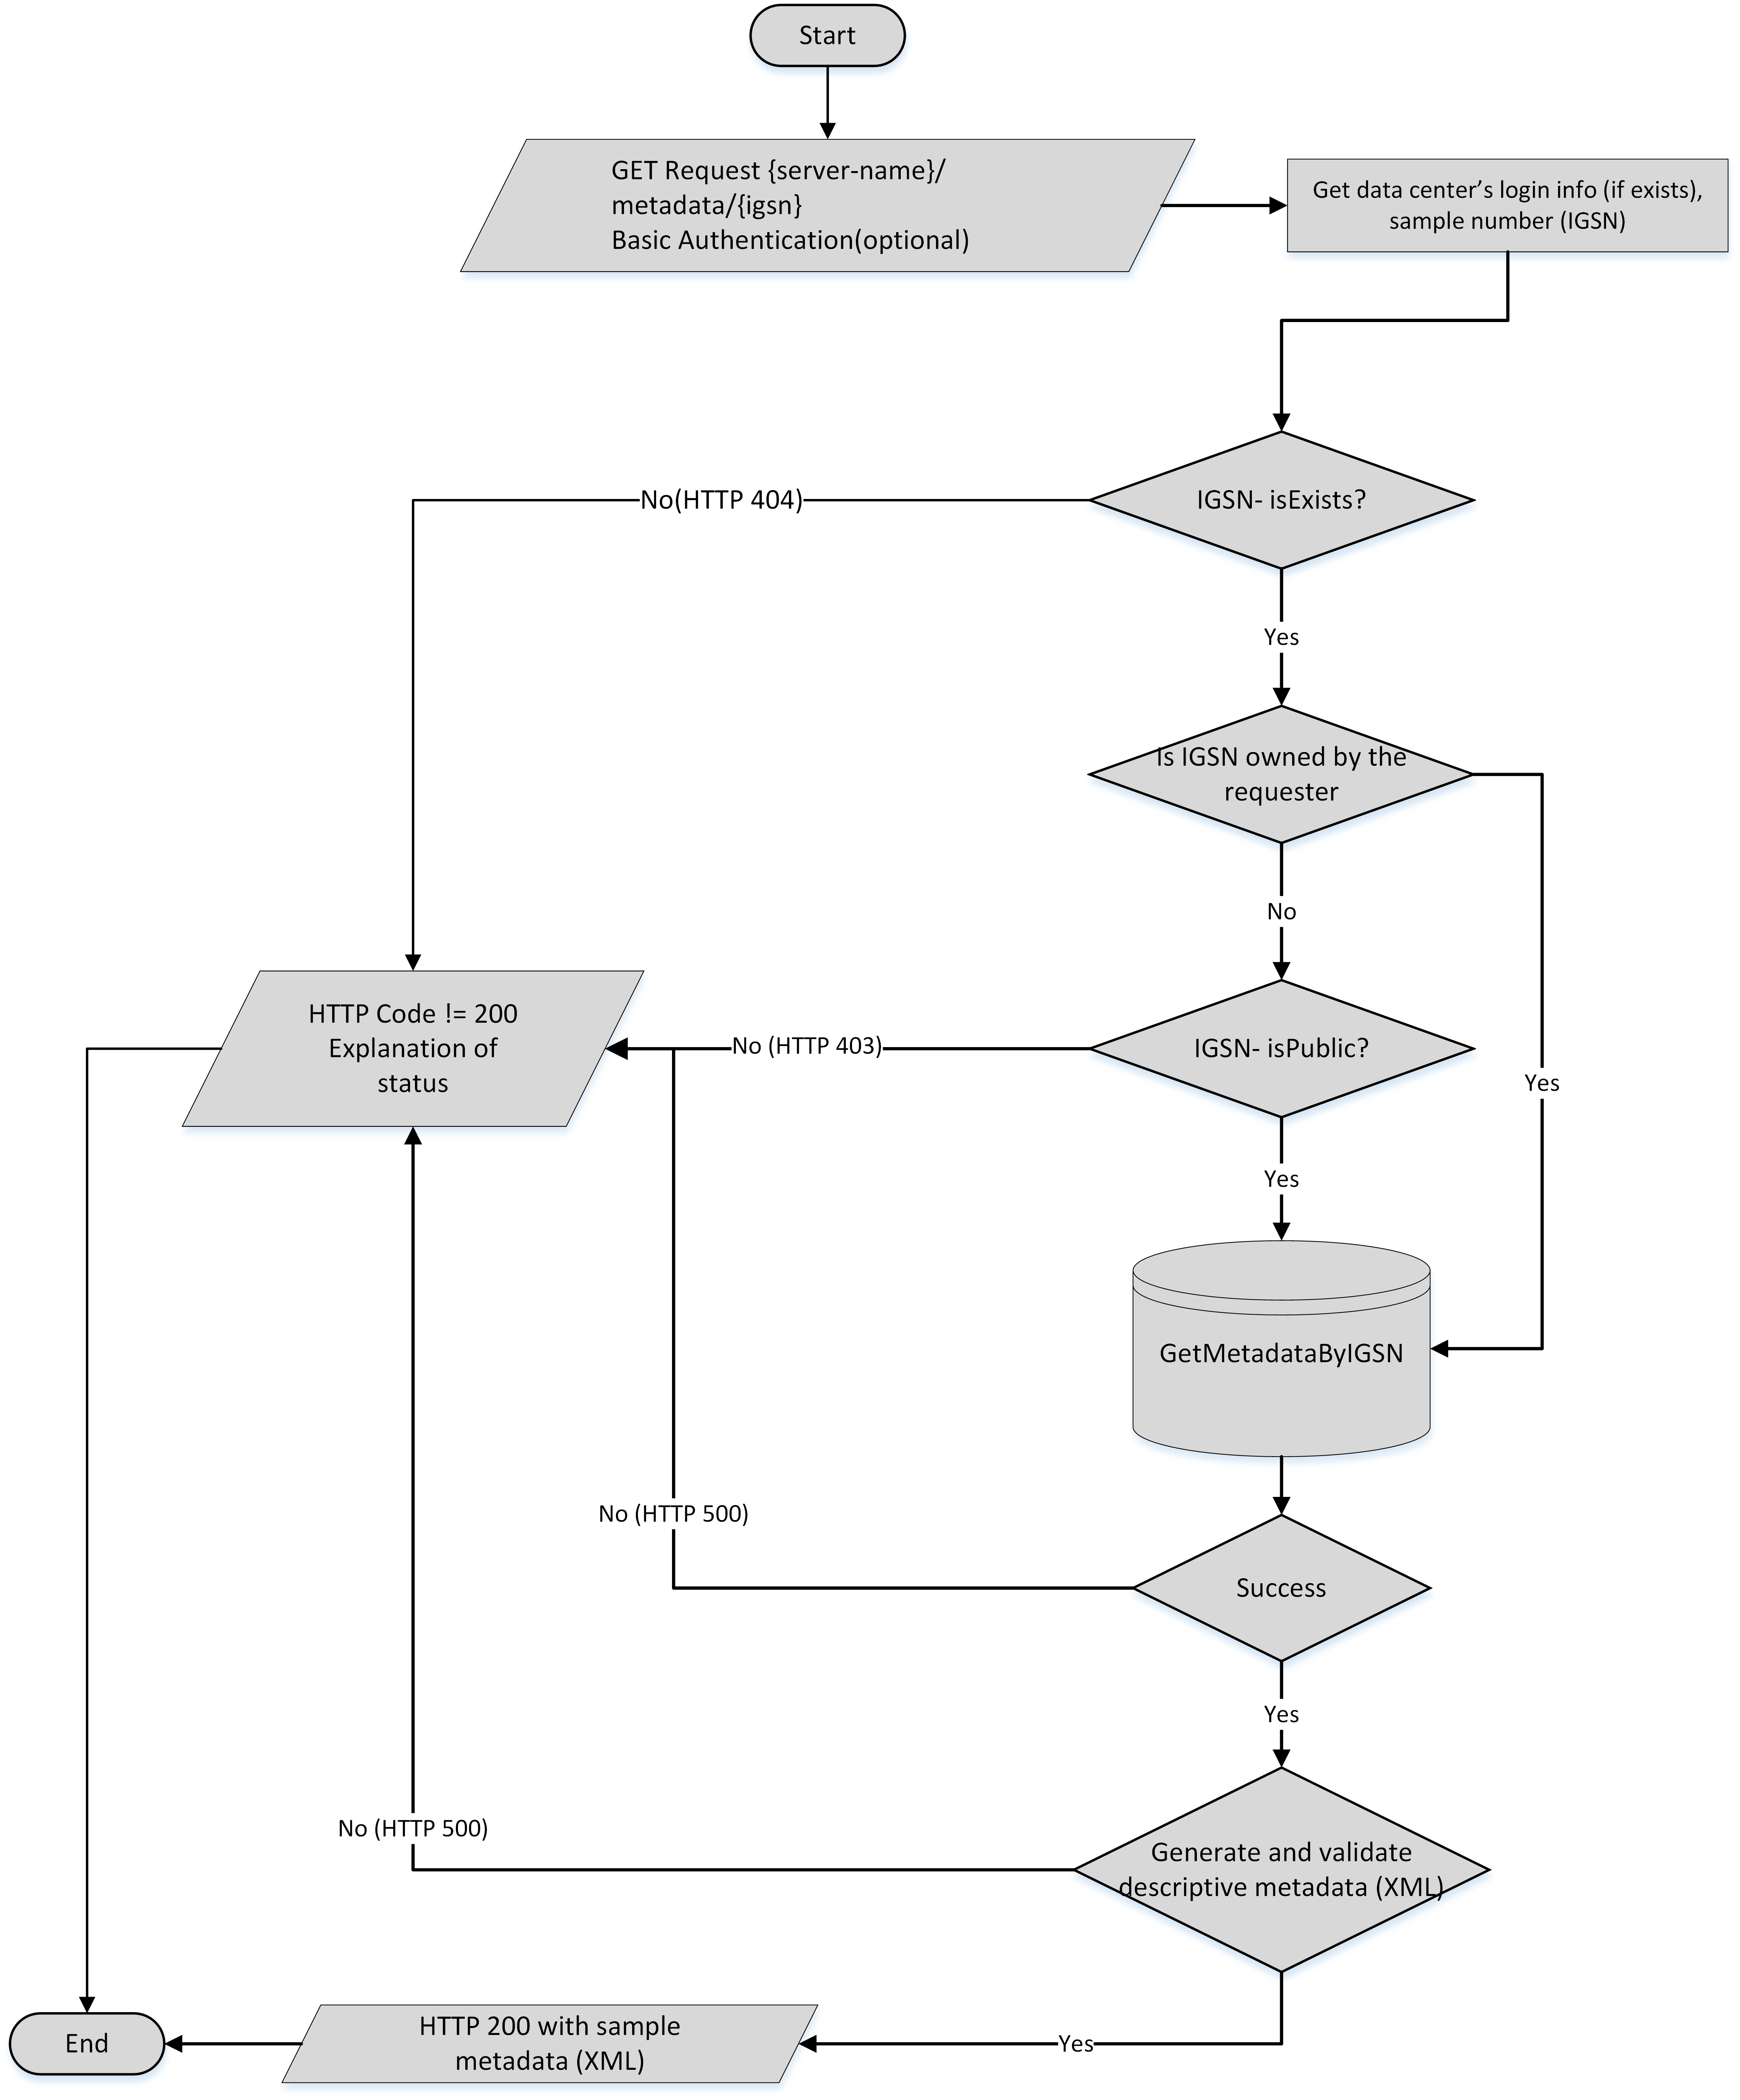 Start
GET Request {server-name}/
metadata/{igsn}
Basic Authentication(optional)
Get data center’s login info (if exists),
sample number (IGSN)
No(HTTP 404)
IGSN- isExists?
Yes
Is IGSN owned by the
requester
No
Yes
HTTP Code != 200
Explanation of
status
No (HTTP 403)
IGSN- isPublic?
Yes
GetMetadataByIGSN
No (HTTP 500)
Success
Yes
No (HTTP 500)
Generate and validate
descriptive metadata (XML)
End
HTTP 200 with sample
metadata (XML)
Yes